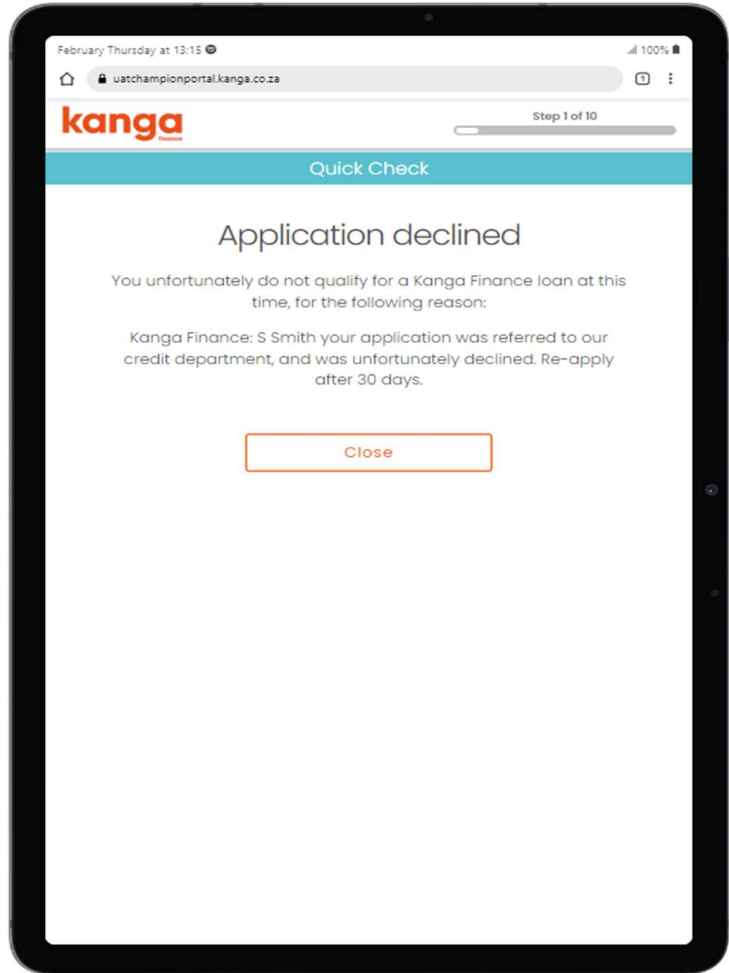 February Thursday at 13:15
100%
uatchampionportal.kanga.co.za
1
kanga
finance
Step 1 of 10
Quick Check
Application declined
You unfortunately do not qualify for a Kanga Finance loan at this
time, for the following reason:
Kanga Finance: S Smith your application was referred to our
credit department, and was unfortunately declined. Re-apply
after 30 days.
Close